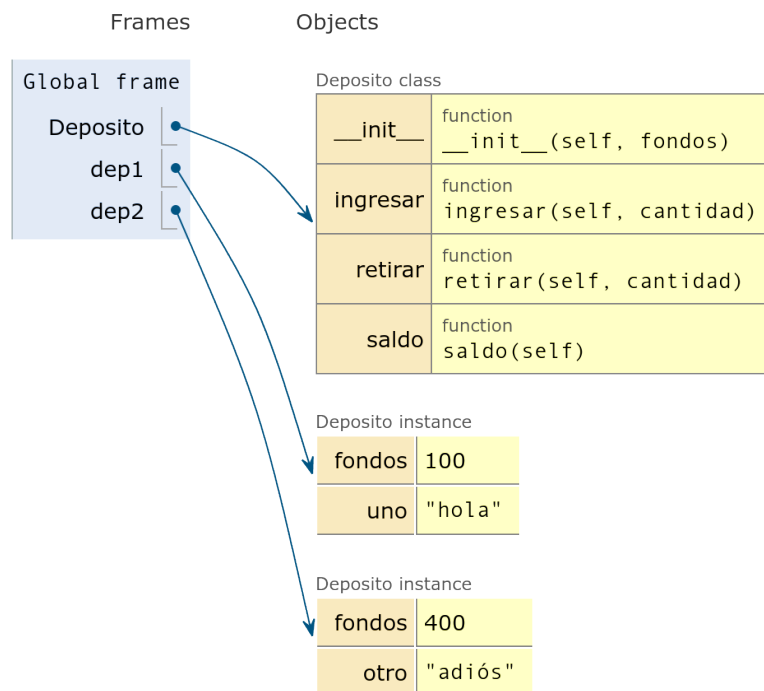 Frames Objects
Global frame
Deposito
dep1
dep2
Deposito class
__init__ function
__init__(self, fondos)
ingresar function
ingresar(self, cantidad)
retirar function
retirar(self, cantidad)
saldo function
saldo(self)
Deposito instance
fondos 100
uno "hola"
Deposito instance
fondos 400
otro "adiós"